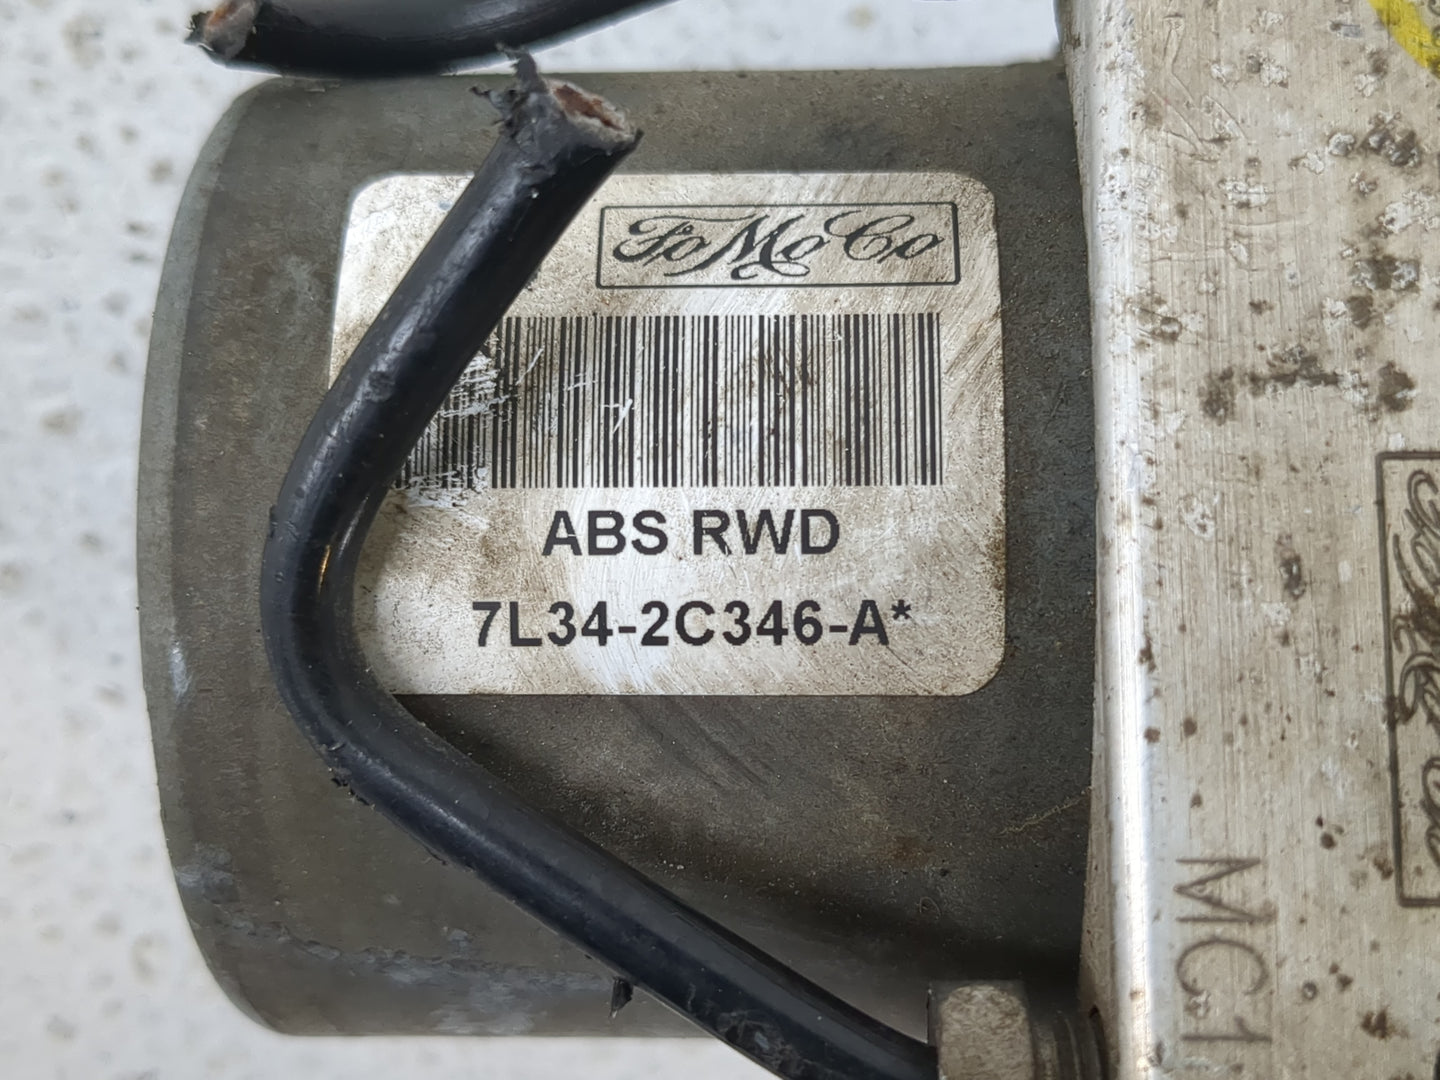 FoMoCo
ABS RWD
7L34-2C346-A*
MC1